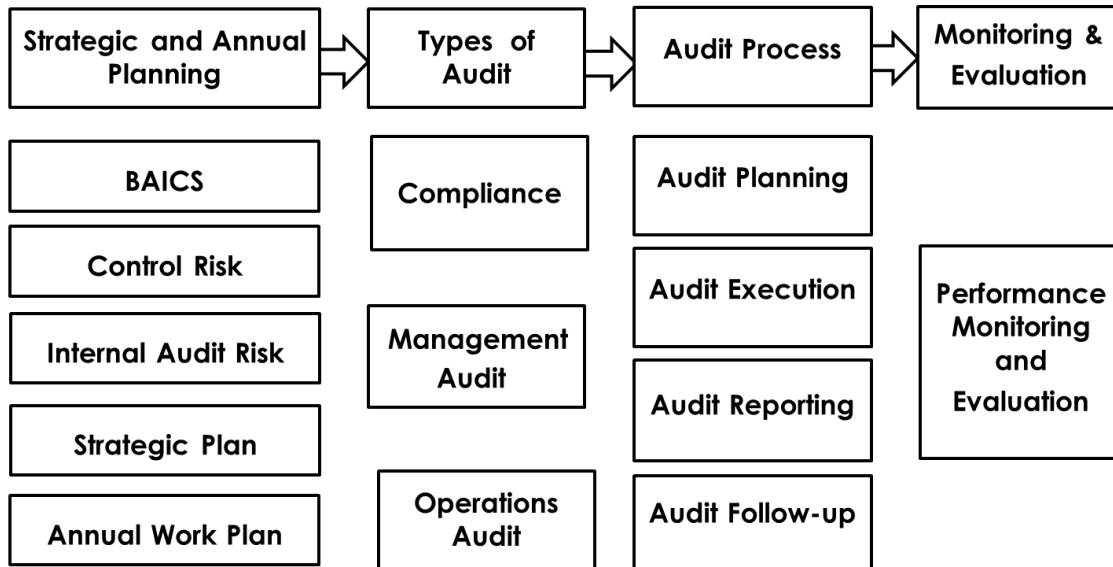 Strategic and Annual
Planning
Types of
Audit
Audit Process
Monitoring &
Evaluation
BAICS
Control Risk
Internal Audit Risk
Strategic Plan
Annual Work Plan
Compliance
Management
Audit
Operations
Audit
Audit Planning
Audit Execution
Audit Reporting
Audit Follow-up
Performance
Monitoring
and
Evaluation